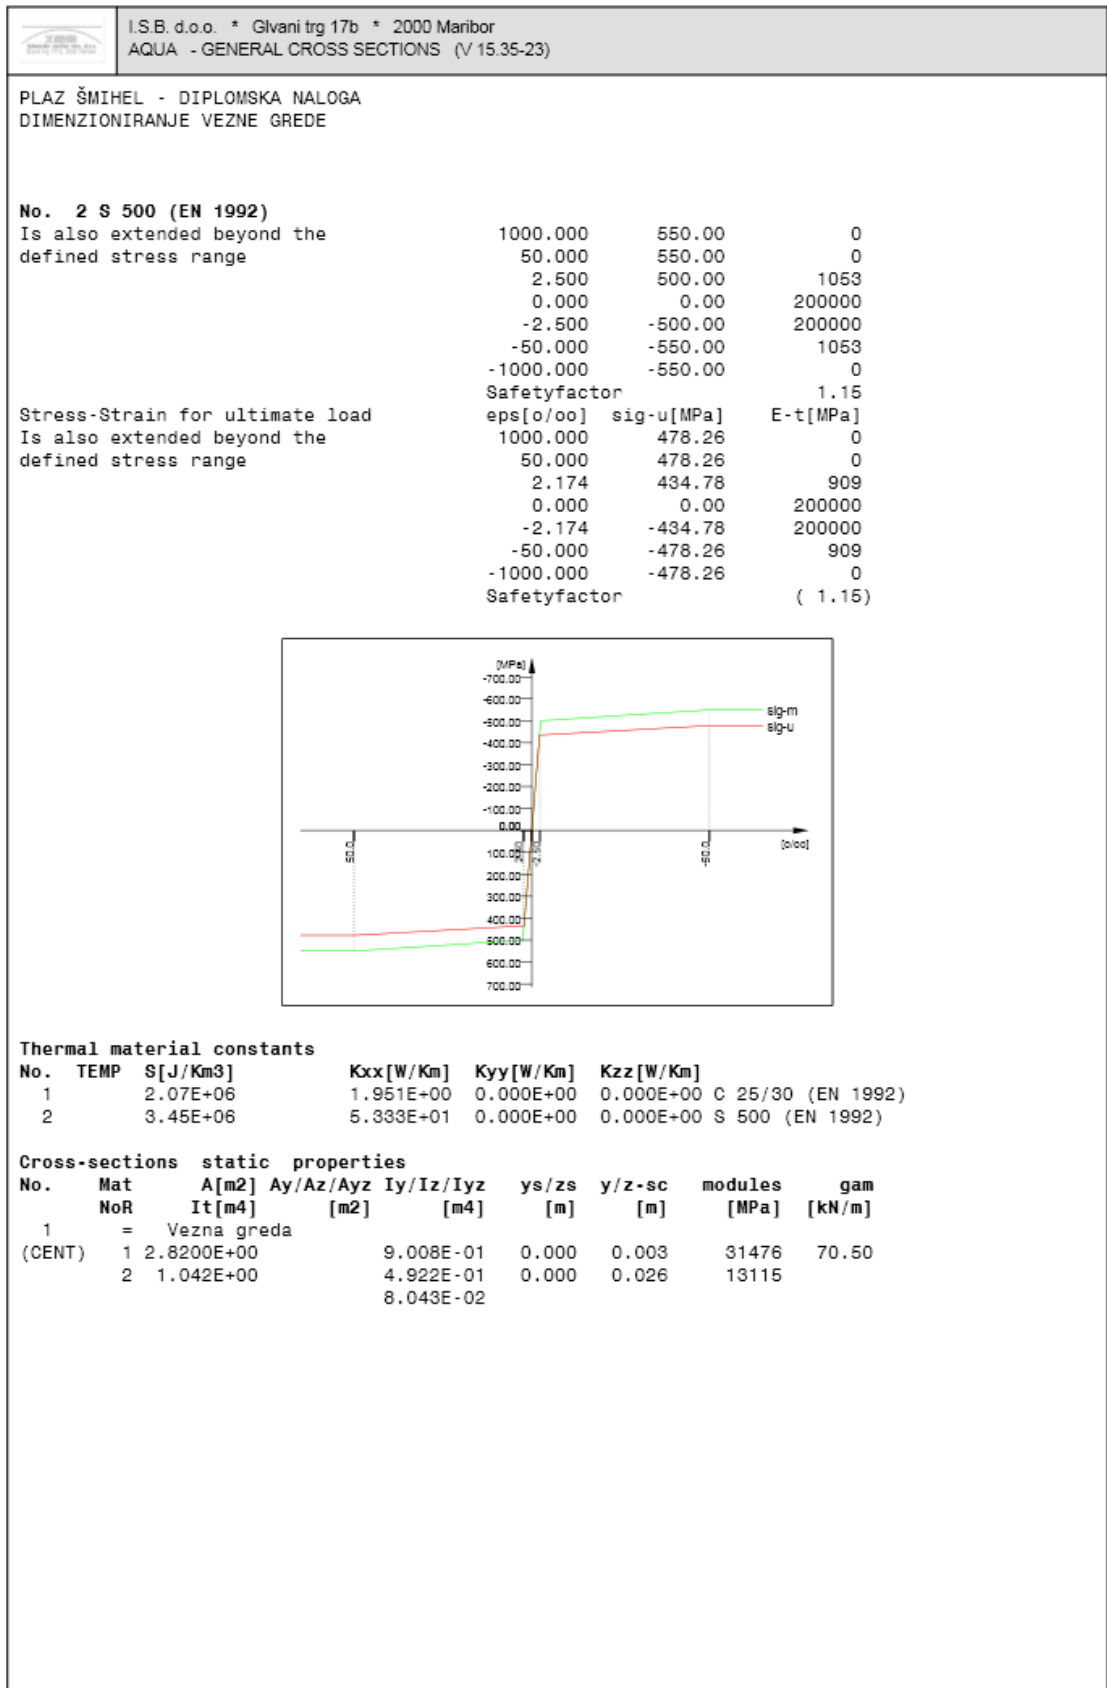 I.S.B. d.o.o. * Glvani trg 17b * 2000 Maribor
AQUA - GENERAL CROSS SECTIONS (V 15.35-23)
PLAZ ŠMIHEL - DIPLOMSKA NALOGA
DIMENZIONIRANJE VEZNE GREDE
No. 2 S 500 (EN 1992)
Is also extended beyond the 1000.000 550.00 0
defined stress range 50.000 550.00 0
2.500 500.00 1053
0.000 0.00 200000
-2.500 -500.00 200000
-50.000 -550.00 1053
-1000.000 -550.00 0
Safetyfactor 1.15
Stress-Strain for ultimate load eps[o/oo] sig-u[MPa] E-t[MPa]
Is also extended beyond the 1000.000 478.26 0
defined stress range 50.000 478.26 0
2.174 434.78 909
0.000 0.00 200000
-2.174 -434.78 200000
-50.000 -478.26 909
-1000.000 -478.26 0
Safetyfactor ( 1.15)
[MPa]
-700.00
-600.00
-500.00
-400.00
-300.00
-200.00
-100.00
0.00
100.00
200.00
300.00
400.00
500.00
600.00
700.00
sig-m
sig-u
50.0
-2.50
-50.0
[o/oo]
Thermal material constants
No. TEMP S[J/Km3] Kxx[W/Km] Kyy[W/Km] Kzz[W/Km]
1 2.07E+06 1.951E+00 0.000E+00 0.000E+00 C 25/30 (EN 1992)
2 3.45E+06 5.333E+01 0.000E+00 0.000E+00 S 500 (EN 1992)
Cross-sections static properties
No. Mat A[m2] Ay/Az/Ayz Iy/Iz/Iyz ys/zs y/z-sc modules gam
NoR It[m4] [m2] [m4] [m] [m] [MPa] [kN/m]
1 = Vezna greda
(CENT) 1 2.8200E+00 9.008E-01 0.000 0.003 31476 70.50
2 1.042E+00 4.922E-01 0.000 0.026 13115
8.043E-02